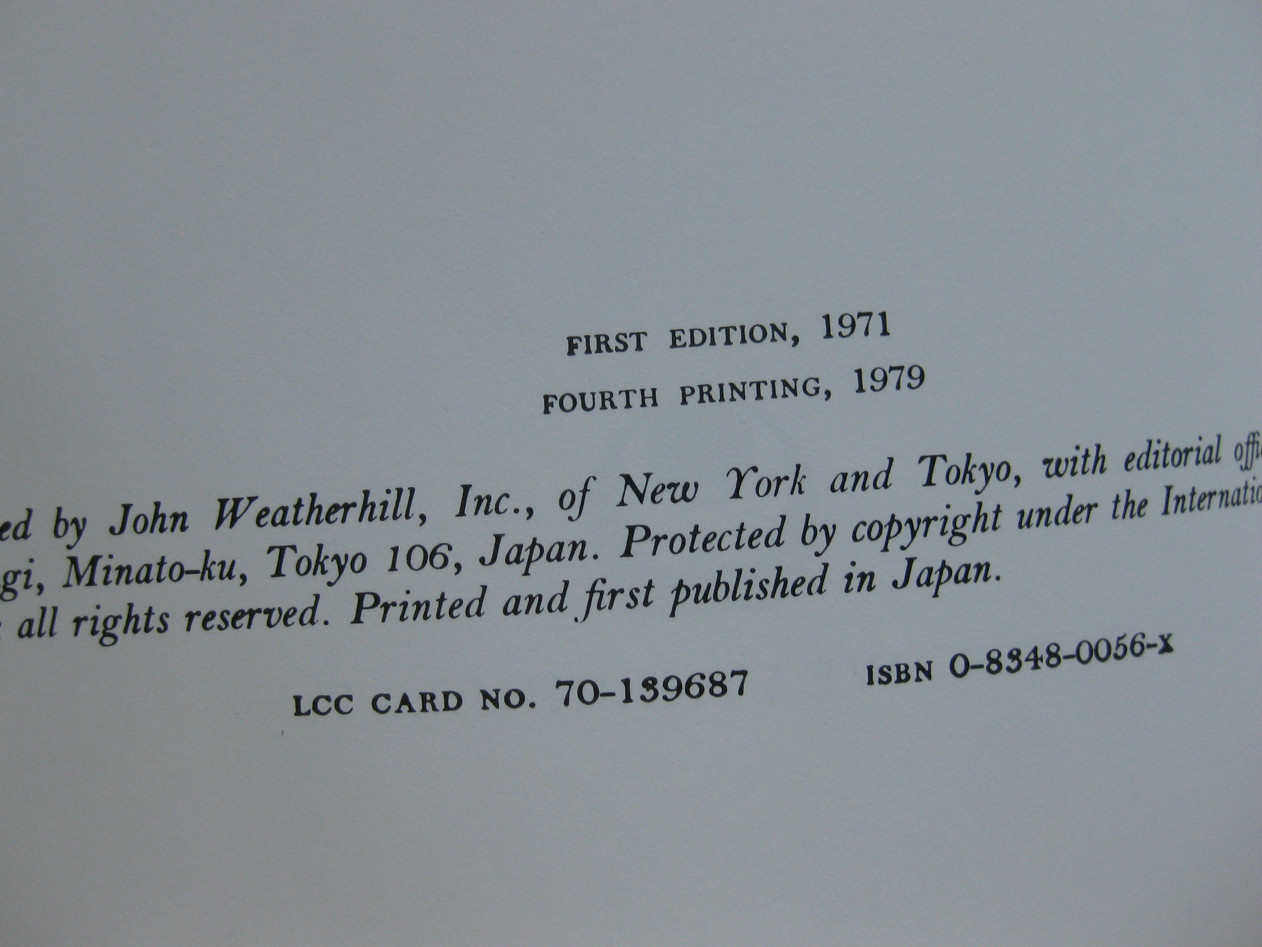 FIRST EDITION, 1971
FOURTH PRINTING, 1979
ed by John Weatherhill, Inc., of New York and Tokyo, with editorial offi
gi, Minato-ku, Tokyo 106, Japan. Protected by copyright under the Internatio
all rights reserved. Printed and first published in Japan.
LCC CARD NO. 70-139687 ISBN 0-8348-0056-X